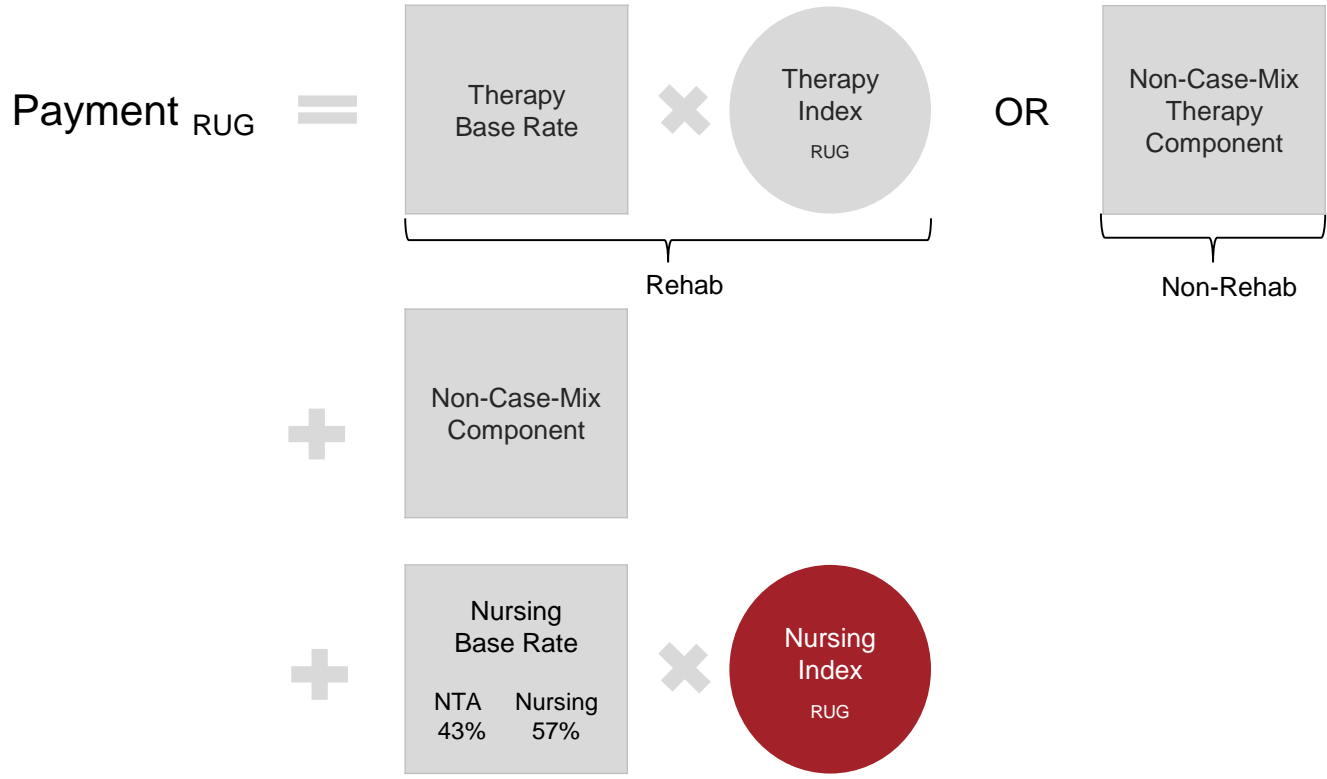 Payment RUG
Therapy
Base Rate
Therapy
Index
RUG
OR
Non-Case-Mix
Therapy
Component
Rehab
Non-Rehab
Non-Case-Mix
Component
Nursing
Base Rate
NTA Nursing
43% 57%
Nursing
Index
RUG